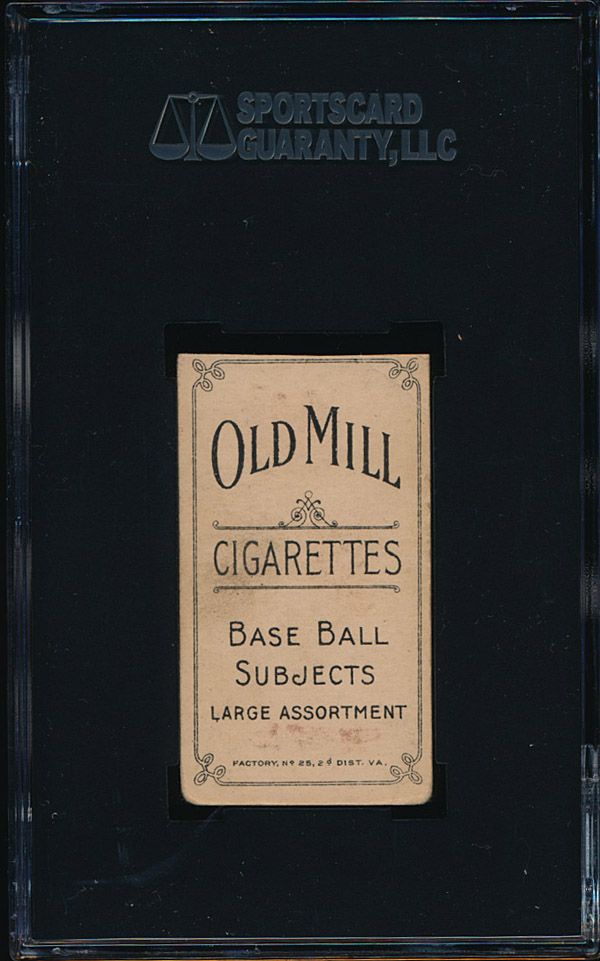 SPORTSCARD
GUARANTY, LLC
OLD MILL
CIGARETTES
BASE BALL
SUBJECTS
LARGE ASSORTMENT
FACTORY, Nº 25, 2ᵈ DIST. VA.